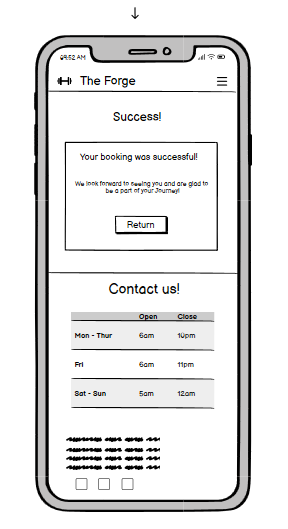 09:52 AM
The Forge
Success!
Your booking was successful!
We look forward to seeing you and are glad to
be a part of your Journey!
Return
Contact us!
Open Close
Mon - Thur 6am 10pm
Fri 6am 11pm
Sat - Sun 5am 12am